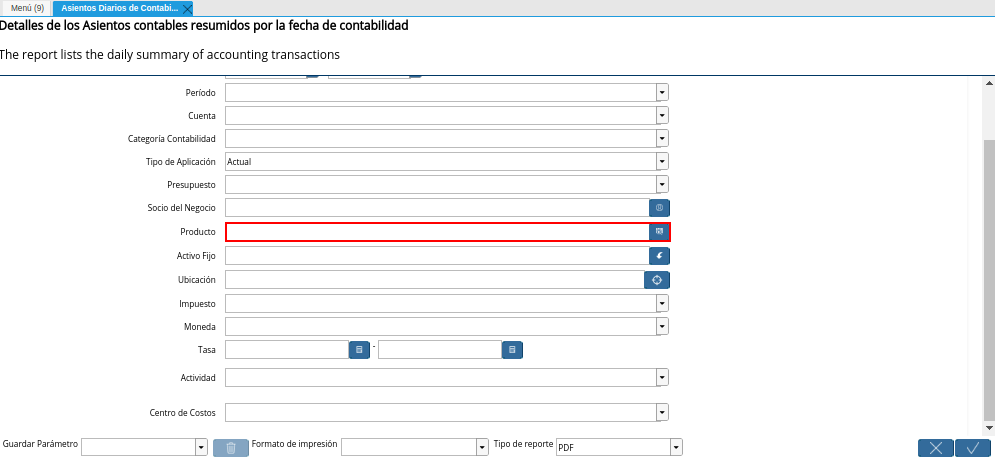 Menú (9)
Asientos Diarios de Contabi...
Detalles de los Asientos contables resumidos por la fecha de contabilidad
The report lists the daily summary of accounting transactions
Período
Cuenta
Categoría Contabilidad
Tipo de Aplicación Actual
Presupuesto
Socio del Negocio
Producto
Activo Fijo
Ubicación
Impuesto
Moneda
Tasa -
Actividad
Centro de Costos
Guardar Parámetro Formato de impresión Tipo de reporte PDF